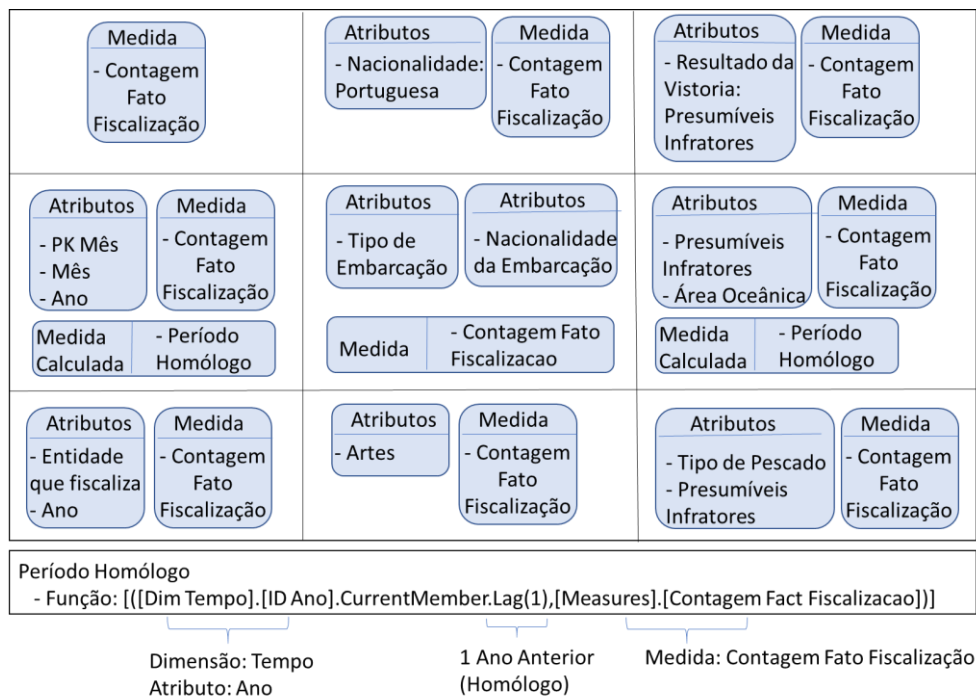 Medida
- Contagem
Fato
Fiscalização
Atributos
- Nacionalidade:
Portuguesa
Medida
- Contagem
Fato
Fiscalização
Atributos
- Resultado da
Vistoria:
Presumíveis
Infratores
Medida
- Contagem
Fato
Fiscalização
Atributos
- PK Mês
- Mês
- Ano
Medida
- Contagem
Fato
Fiscalização
Medida
Calculada
- Período
Homólogo
Atributos
- Tipo de
Embarcação
Atributos
- Nacionalidade
da Embarcação
Medida
- Contagem Fato
Fiscalizacao
Atributos
- Presumíveis
Infratores
- Área Oceânica
Medida
- Contagem
Fato
Fiscalização
Medida
Calculada
- Período
Homólogo
Atributos
- Entidade
que fiscaliza
- Ano
Medida
- Contagem
Fato
Fiscalização
Atributos
- Artes
Medida
- Contagem
Fato
Fiscalização
Atributos
- Tipo de Pescado
- Presumíveis
Infratores
Medida
- Contagem
Fato
Fiscalização
Período Homólogo
- Função: [([Dim Tempo].[ID Ano].CurrentMember.Lag(1),[Measures].[Contagem Fact Fiscalizacao])]
Dimensão: Tempo
Atributo: Ano
1 Ano Anterior
(Homólogo)
Medida: Contagem Fato Fiscalização